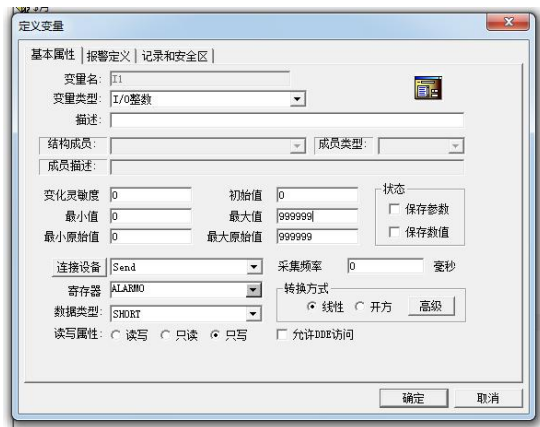 定义变量
基本属性 报警定义 记录和安全区
变量名: I1
变量类型: I/O整数
描述:
结构成员: 成员类型:
成员描述:
变化灵敏度 0 初始值 0 状态
最小值 0 最大值 999999 保存参数
最小原始值 0 最大原始值 999999 保存数值
连接设备 Send 采集频率 0 毫秒
寄存器 ALARM0 转换方式
数据类型: SHORT 线性 开方 高级
读写属性: 读写 只读 只写 允许DDE访问
确定 取消